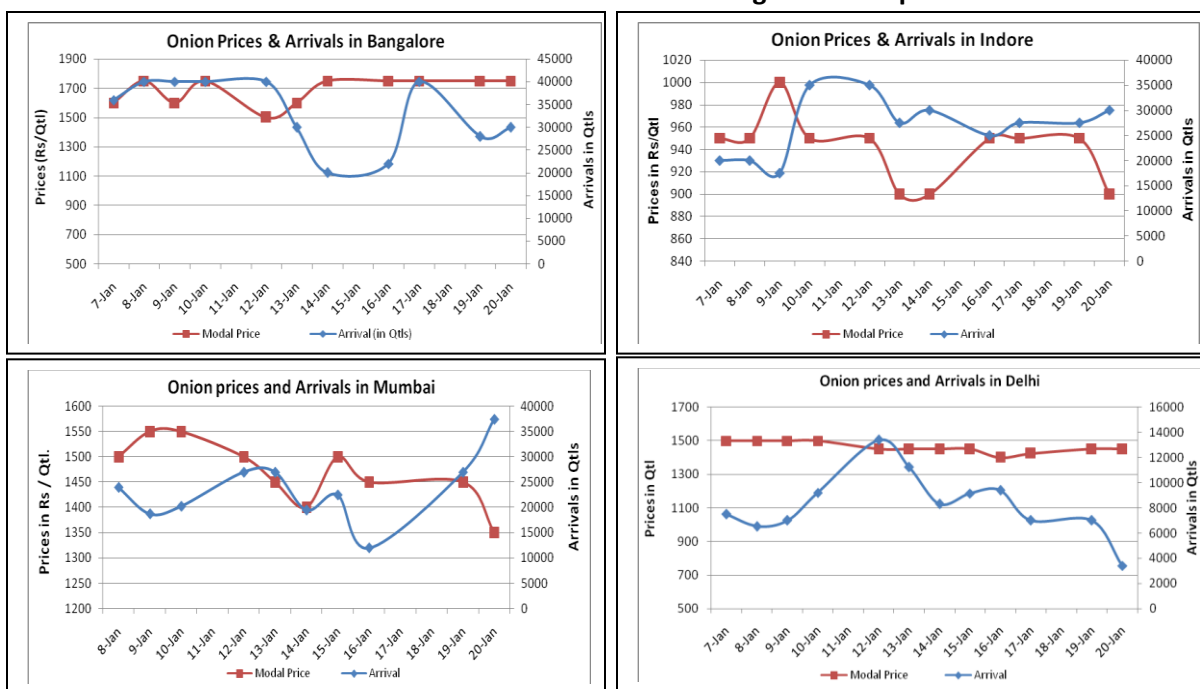 Onion Prices & Arrivals in Bangalore
Prices (Rs/Qtl)
1900
1700
1500
1300
1100
900
700
500
45000
40000
35000
30000
25000
20000
15000
10000
5000
0
Arrivals in Qtls
7-Jan
8-Jan
9-Jan
10-Jan
11-Jan
12-Jan
13-Jan
14-Jan
15-Jan
16-Jan
17-Jan
18-Jan
19-Jan
20-Jan
Modal Price
Arrival (in Qtls)
Onion Prices & Arrivals in Indore
Prices in Rs/Qtl
1020
1000
980
960
940
920
900
880
860
840
40000
35000
30000
25000
20000
15000
10000
5000
0
Arrivals in Qtls
7-Jan
8-Jan
9-Jan
10-Jan
11-Jan
12-Jan
13-Jan
14-Jan
15-Jan
16-Jan
17-Jan
18-Jan
19-Jan
20-Jan
Modal Price
Arrival
Onion prices and Arrivals in Mumbai
Prices in Rs / Qtl.
1600
1550
1500
1450
1400
1350
1300
1250
1200
40000
35000
30000
25000
20000
15000
10000
5000
0
Arrivals in Qtls
8-Jan
9-Jan
10-Jan
11-Jan
12-Jan
13-Jan
14-Jan
15-Jan
16-Jan
17-Jan
18-Jan
19-Jan
20-Jan
Modal Price
Arrival
Onion prices and Arrivals in Delhi
Prices in Qtl
1700
1500
1300
1100
900
700
500
16000
14000
12000
10000
8000
6000
4000
2000
0
Arrivals in Qtls
7-Jan
8-Jan
9-Jan
10-Jan
11-Jan
12-Jan
13-Jan
14-Jan
15-Jan
16-Jan
17-Jan
18-Jan
19-Jan
20-Jan
Modal Price
Arrival